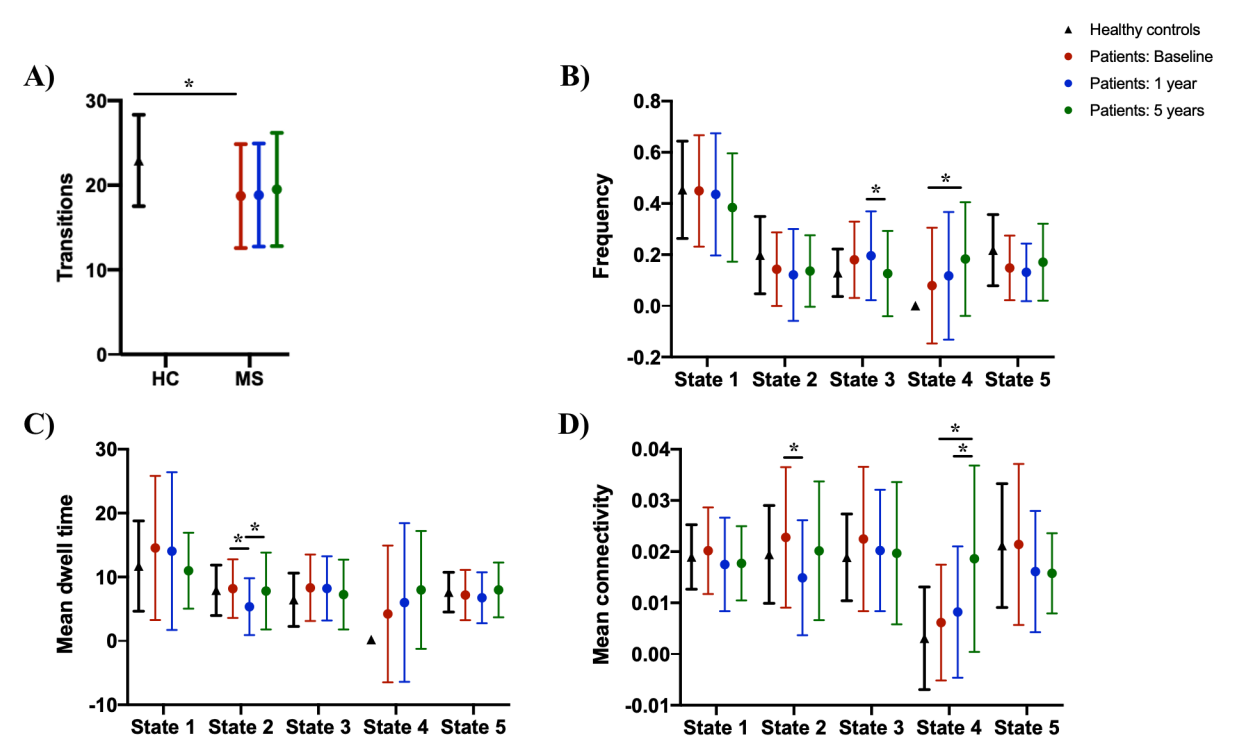 Healthy controls
Patients: Baseline
Patients: 1 year
Patients: 5 years
A)
*
30
20
10
0
Transitions
HC MS
B)
0.8
0.6
0.4
0.2
0.0
-0.2
Frequency
* *
State 1 State 2 State 3 State 4 State 5
C)
30
20
10
0
-10
Mean dwell time
* *
State 1 State 2 State 3 State 4 State 5
D)
0.04
0.03
0.02
0.01
0.00
-0.01
Mean connectivity
* * *
State 1 State 2 State 3 State 4 State 5